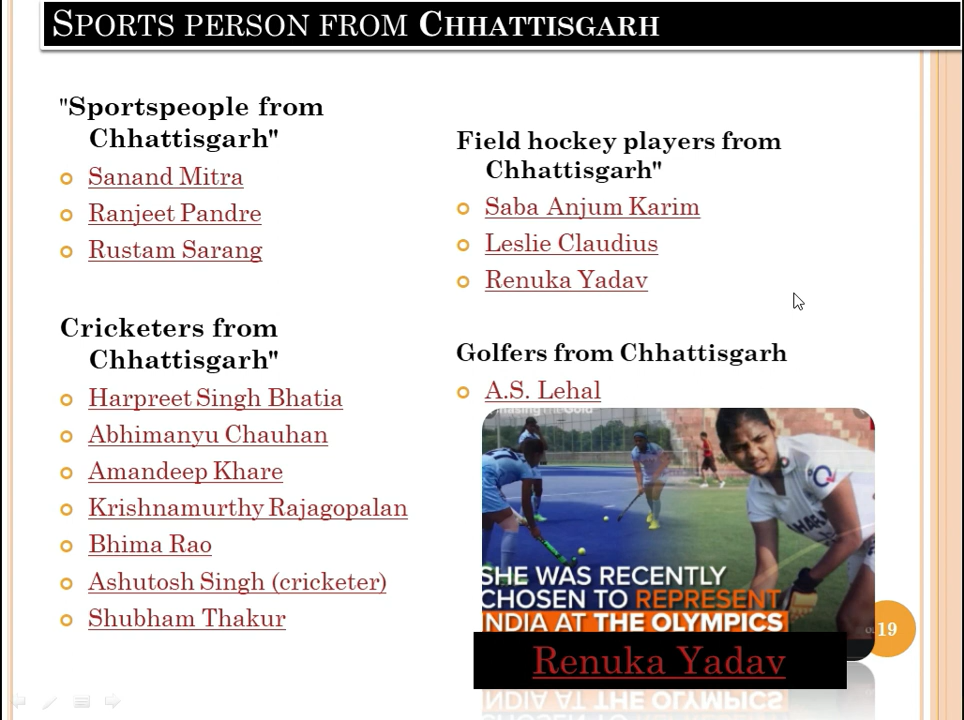 SPORTS PERSON FROM CHHATTISGARH
"Sportspeople from
Chhattisgarh"
Sanand Mitra
Ranjeet Pandre
Rustam Sarang
Cricketers from
Chhattisgarh"
Harpreet Singh Bhatia
Abhimanyu Chauhan
Amandeep Khare
Krishnamurthy Rajagopalan
Bhima Rao
Ashutosh Singh (cricketer)
Shubham Thakur
Field hockey players from
Chhattisgarh"
Saba Anjum Karim
Leslie Claudius
Renuka Yadav
Golfers from Chhattisgarh
A.S. Lehal
SHE WAS RECENTLY
CHOSEN TO REPRESENT
INDIA AT THE OLYMPICS
Renuka Yadav
19